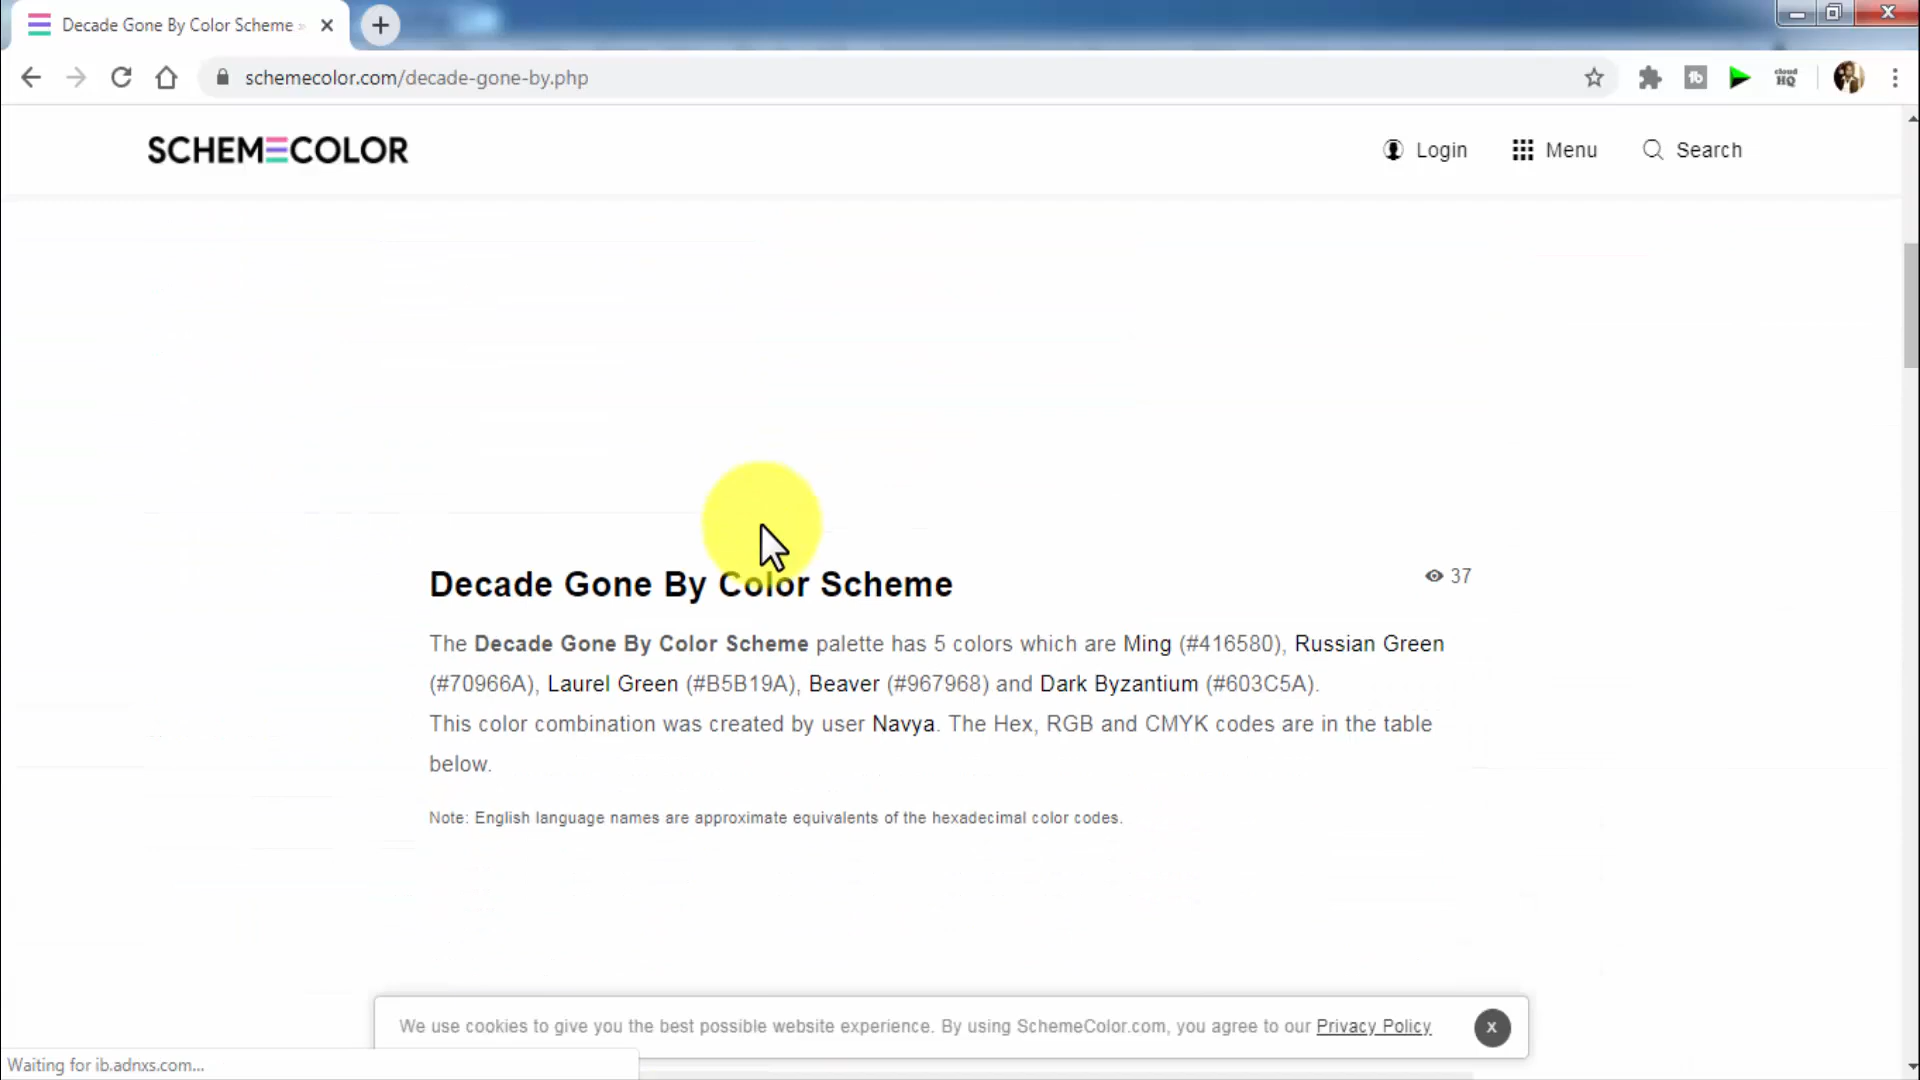 Decade Gone By Color Scheme
schemecolor.com/decade-gone-by.php
cloud HQ
SCHEMECOLOR
Login
Menu
Search
Decade Gone By Color Scheme
37
The Decade Gone By Color Scheme palette has 5 colors which are Ming (#416580), Russian Green
(#70966A), Laurel Green (#B5B19A), Beaver (#967968) and Dark Byzantium (#603C5A).
This color combination was created by user Navya. The Hex, RGB and CMYK codes are in the table
below.
Note: English language names are approximate equivalents of the hexadecimal color codes.
We use cookies to give you the best possible website experience. By using SchemeColor.com, you agree to our Privacy Policy
x
Waiting for ib.adnxs.com...